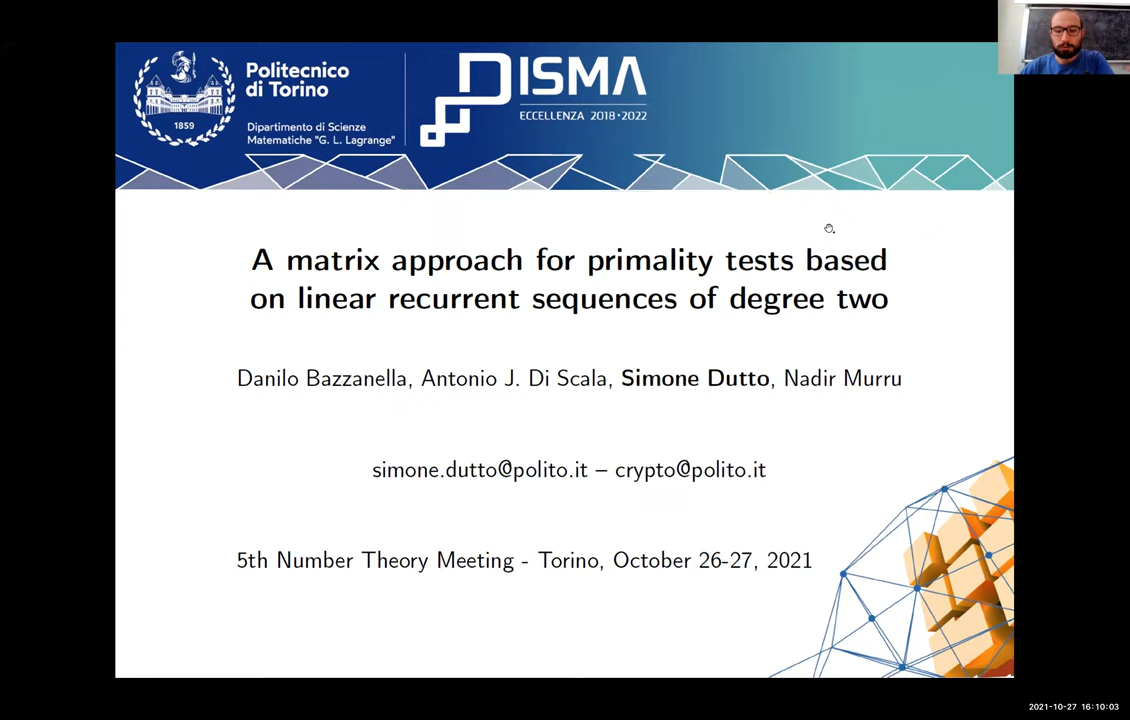 Politecnico
di Torino
1859
Dipartimento di Scienze
Matematiche "G. L. Lagrange"
DISMA
ECCELLENZA 2018•2022
A matrix approach for primality tests based
on linear recurrent sequences of degree two
Danilo Bazzanella, Antonio J. Di Scala, Simone Dutto, Nadir Murru
simone.dutto@polito.it – crypto@polito.it
5th Number Theory Meeting - Torino, October 26-27, 2021
2021-10-27 16:10:03